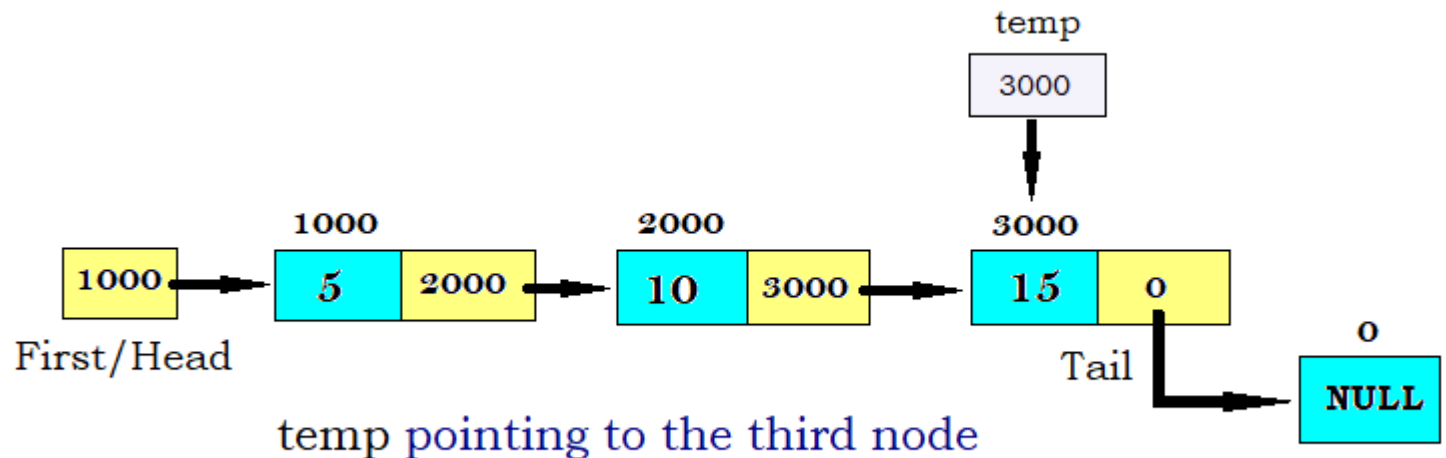 temp
3000
1000 2000 3000
1000 5 2000 10 3000 15 0
First/Head Tail 0
NULL
temp pointing to the third node